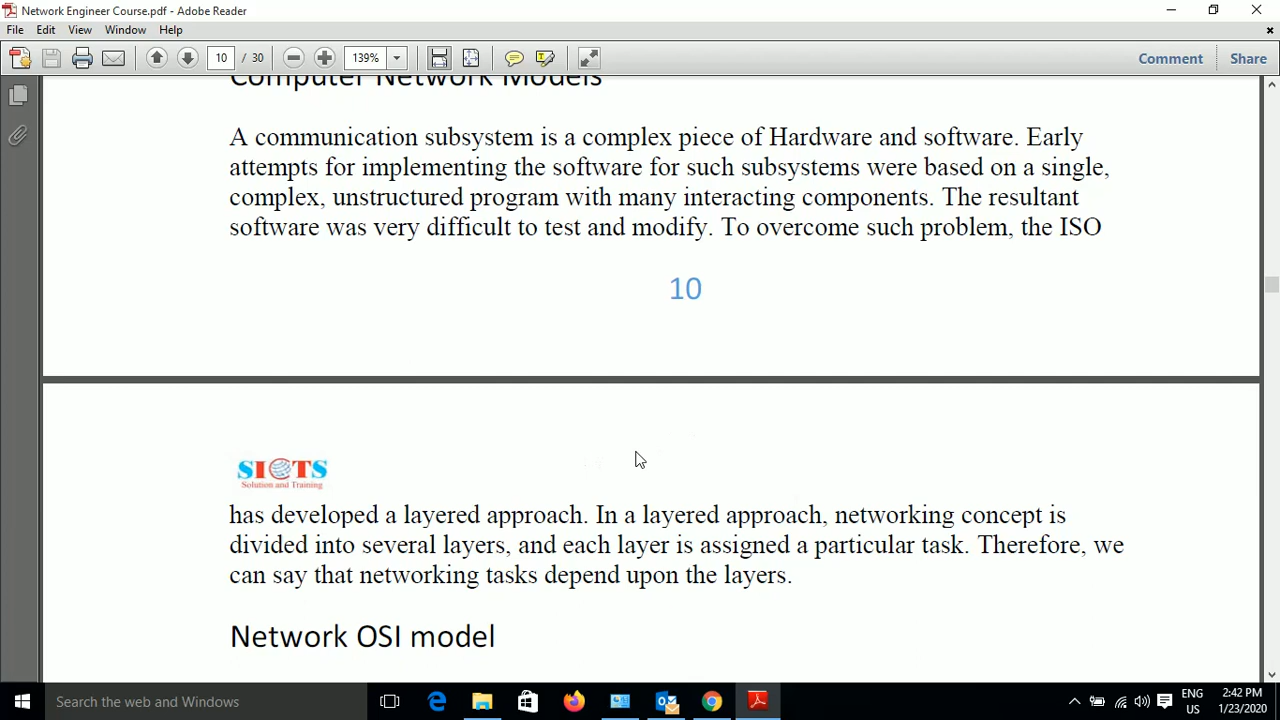 Network Engineer Course.pdf - Adobe Reader
File Edit View Window Help
10 / 30 139% Comment Share
Computer Network Models
A communication subsystem is a complex piece of Hardware and software. Early
attempts for implementing the software for such subsystems were based on a single,
complex, unstructured program with many interacting components. The resultant
software was very difficult to test and modify. To overcome such problem, the ISO
10
SICTS
Solution and Training
has developed a layered approach. In a layered approach, networking concept is
divided into several layers, and each layer is assigned a particular task. Therefore, we
can say that networking tasks depend upon the layers.
Network OSI model
Search the web and Windows
ENG 2:42 PM
US 1/23/2020